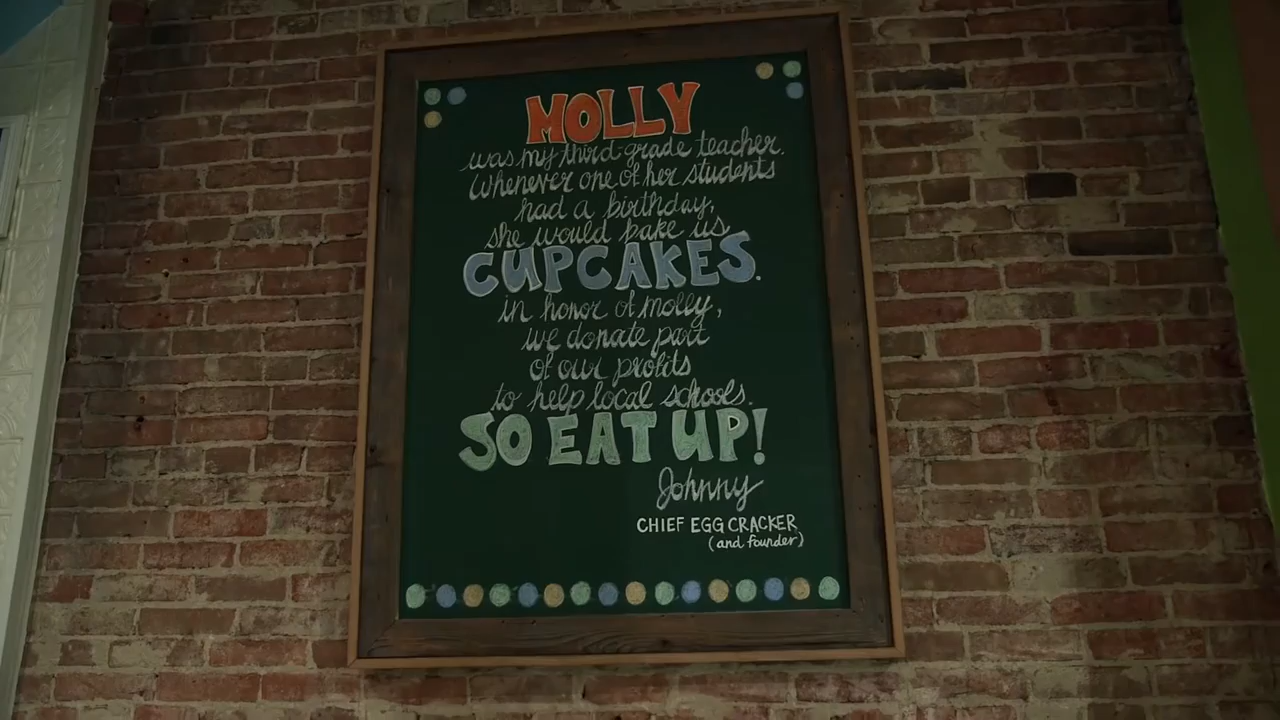 MOLLY
was my third-grade teacher.
Whenever one of her students
had a birthday,
she would bake us
CUPCAKES.
in honor of molly,
we donate part
of our profits
to help local schools.
SO EAT UP!
Johnny
CHIEF EGG CRACKER
(and founder)